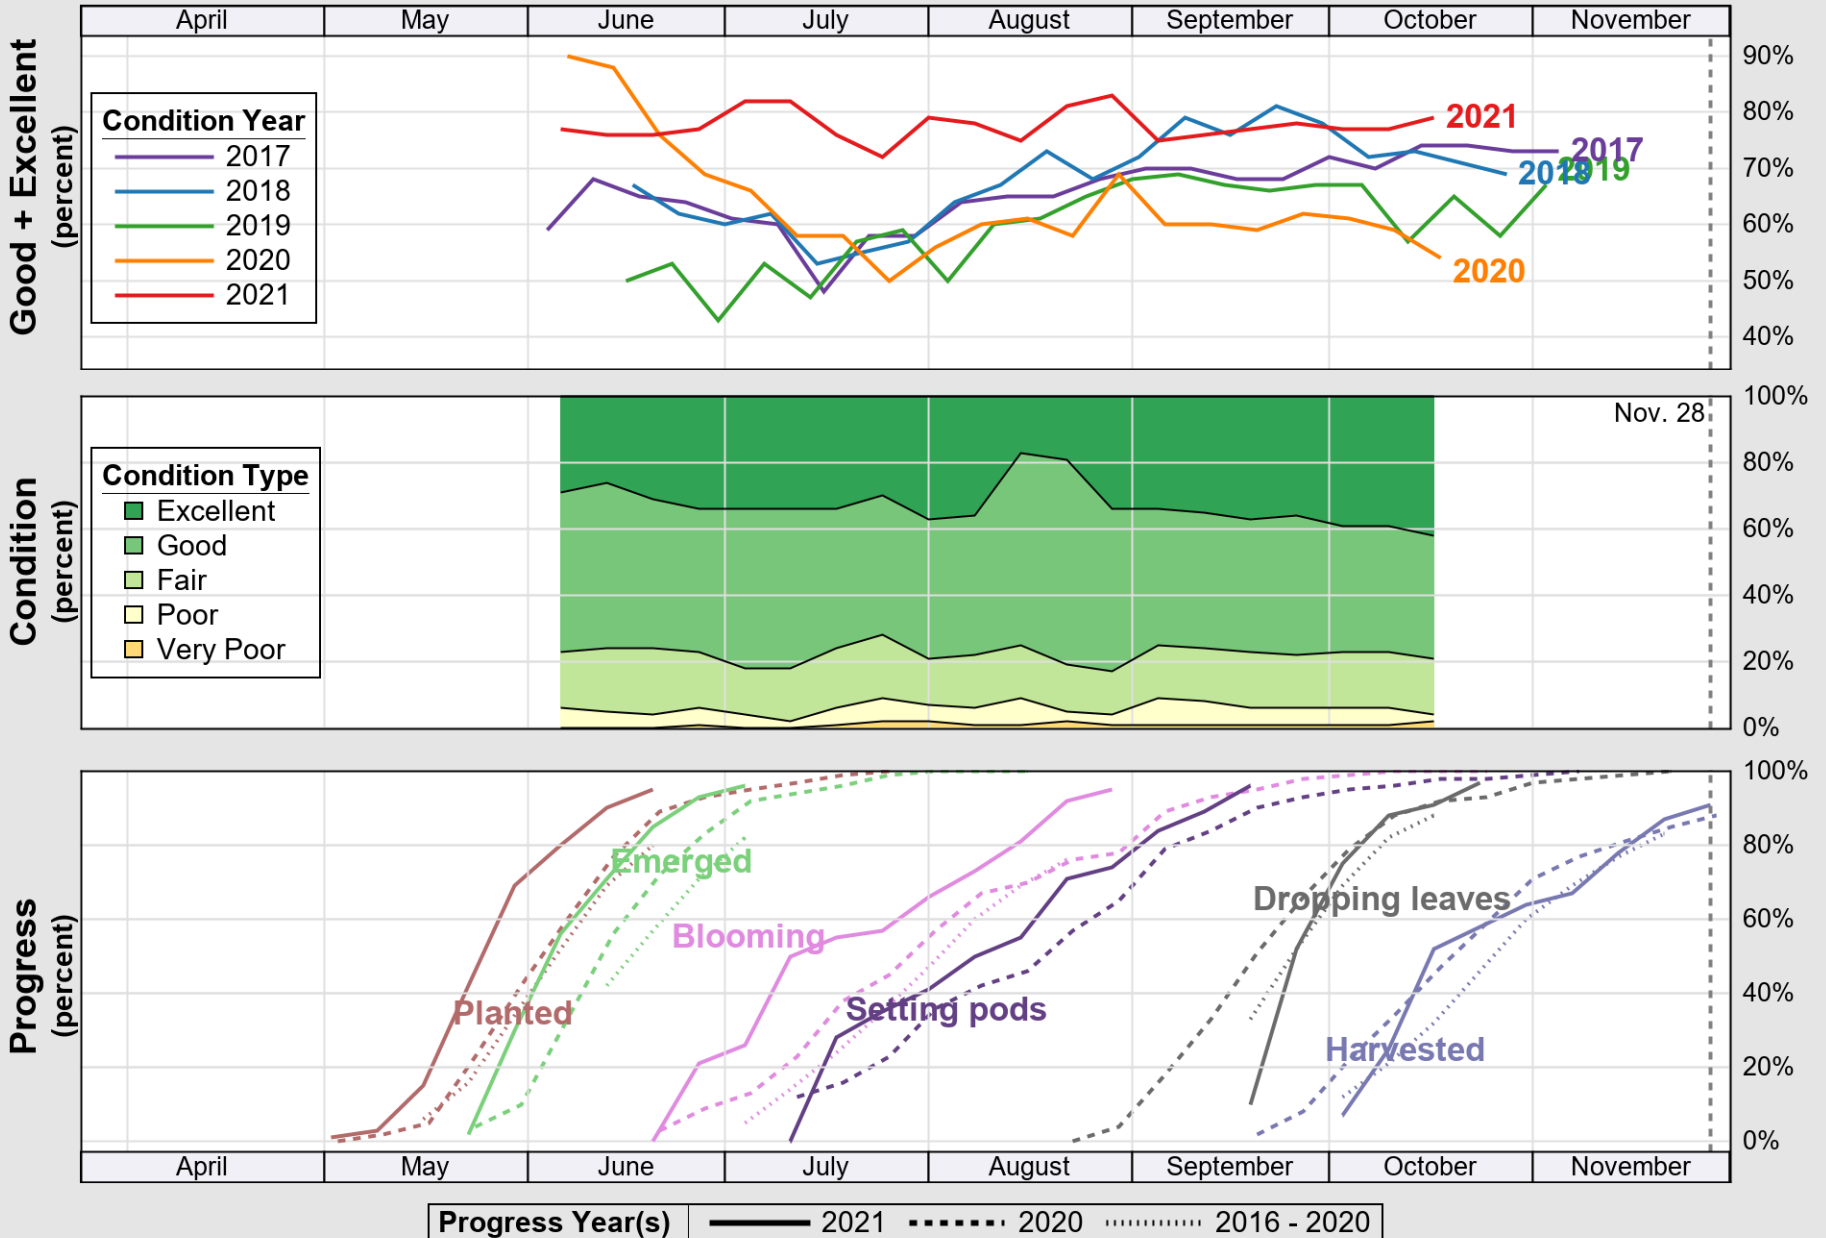 April May June July August September October November
Good + Excellent
(percent)
90%
80%
70%
60%
50%
40%
Condition Year
2017
2018
2019
2020
2021
2021
2017
2019
2018
2020
Condition
(percent)
100%
80%
60%
40%
20%
0%
Nov. 28
Condition Type
Excellent
Good
Fair
Poor
Very Poor
Progress
(percent)
100%
80%
60%
40%
20%
0%
Emerged
Dropping leaves
Blooming
Planted
Setting pods
Harvested
April May June July August September October November
Progress Year(s) 2021 2020 2016 - 2020